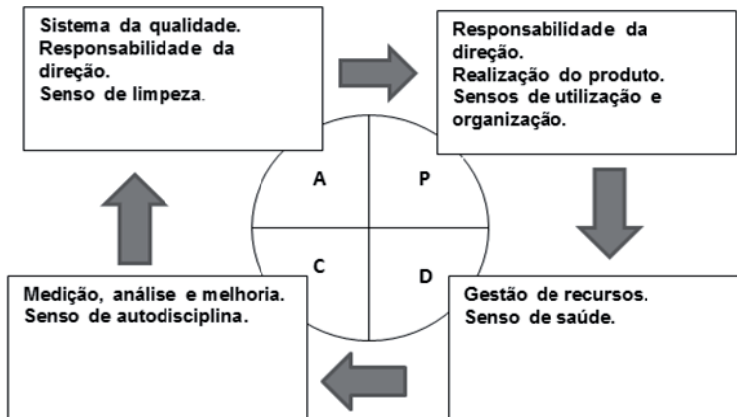 Sistema da qualidade.
Responsabilidade da
direção.
Senso de limpeza.
Responsabilidade da
direção.
Realização do produto.
Sensos de utilização e
organização.
A
P
C
D
Medição, análise e melhoria.
Senso de autodisciplina.
Gestão de recursos.
Senso de saúde.